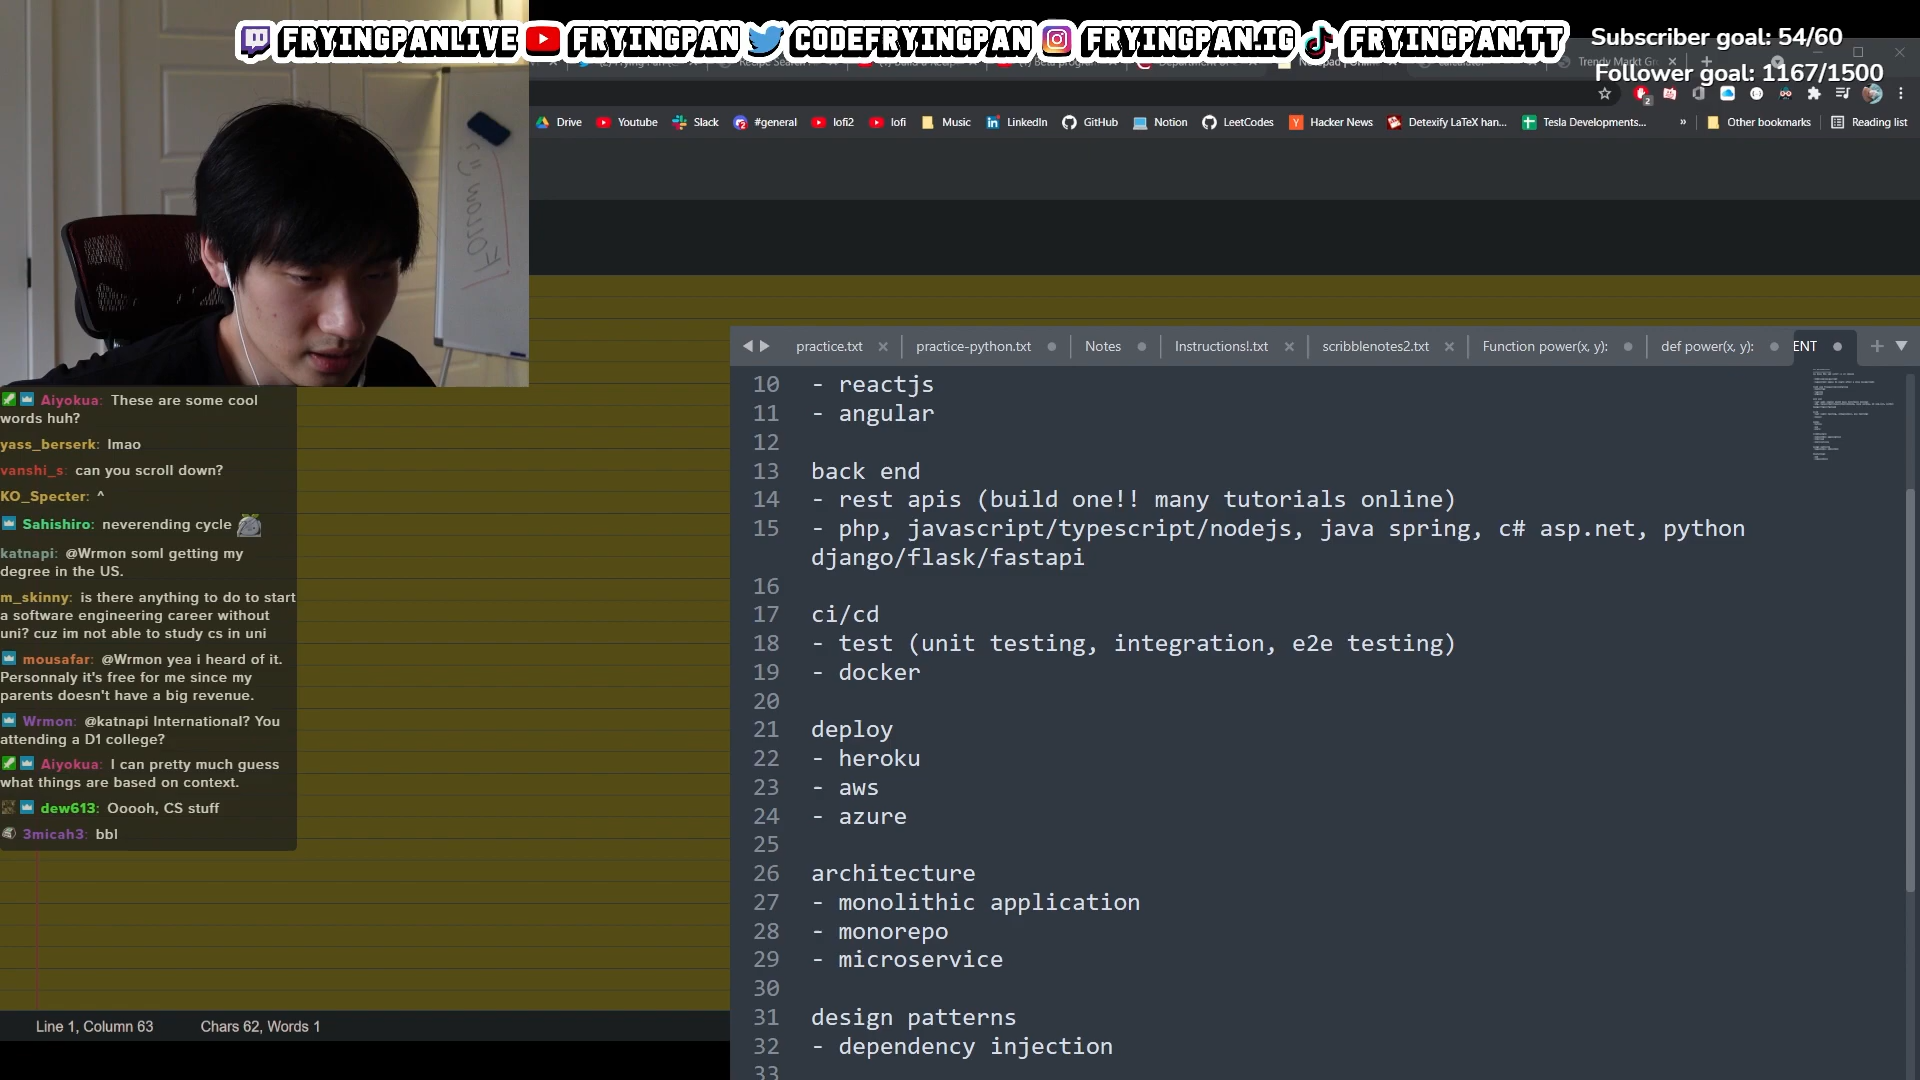 FRYINGPANLIVE FRYINGPAN CODEFRYINGPAN FRYINGPAN.IG FRYINGPAN.TT
Subscriber goal: 54/60
Follower goal: 1167/1500
Drive Youtube Slack #general lofi2 lofi Music LinkedIn GitHub Notion LeetCodes Hacker News Detexify LaTeX han... Tesla Developments... » Other bookmarks Reading list
Follow
Aiyokua: These are some cool
words huh?
yass_berserk: lmao
vanshi_s: can you scroll down?
KO_Specter: ^
Sahishiro: neverending cycle
katnapi: @Wrmon soml getting my
degree in the US.
m_skinny: is there anything to do to start
a software engineering career without
uni? cuz im not able to study cs in uni
mousafar: @Wrmon yea i heard of it.
Personnaly it's free for me since my
parents doesn't have a big revenue.
Wrmon: @katnapi International? You
attending a D1 college?
Aiyokua: I can pretty much guess
what things are based on context.
dew613: Ooooh, CS stuff
3micah3: bbl
Line 1, Column 63 Chars 62, Words 1
practice.txt practice-python.txt Notes Instructions!.txt scribblenotes2.txt Function power(x, y): def power(x, y): ENT
10 - reactjs
11 - angular
12
13 back end
14 - rest apis (build one!! many tutorials online)
15 - php, javascript/typescript/nodejs, java spring, c# asp.net, python
django/flask/fastapi
16
17 ci/cd
18 - test (unit testing, integration, e2e testing)
19 - docker
20
21 deploy
22 - heroku
23 - aws
24 - azure
25
26 architecture
27 - monolithic application
28 - monorepo
29 - microservice
30
31 design patterns
32 - dependency injection
33